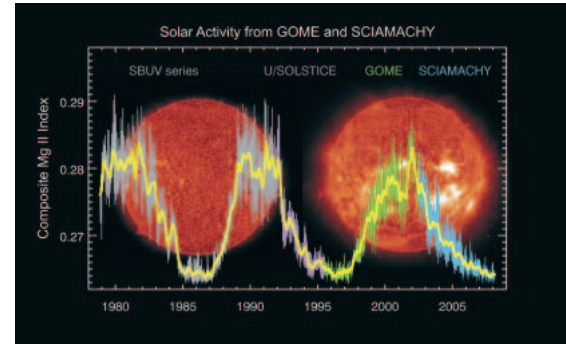 Solar Activity from GOME and SCIAMACHY
SBUV series U/SOLSTICE GOME SCIAMACHY
Composite Mg II Index
0.29
0.28
0.27
1980 1985 1990 1995 2000 2005